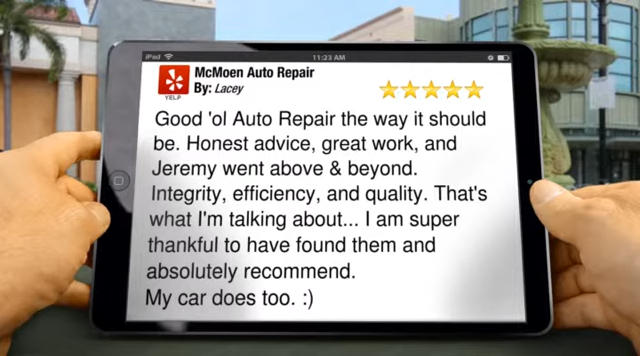 iPad
11:23 AM
McMoen Auto Repair
By: Lacey
YELP
Good 'ol Auto Repair the way it should
be. Honest advice, great work, and
Jeremy went above & beyond.
Integrity, efficiency, and quality. That's
what I'm talking about... I am super
thankful to have found them and
absolutely recommend.
My car does too. :)